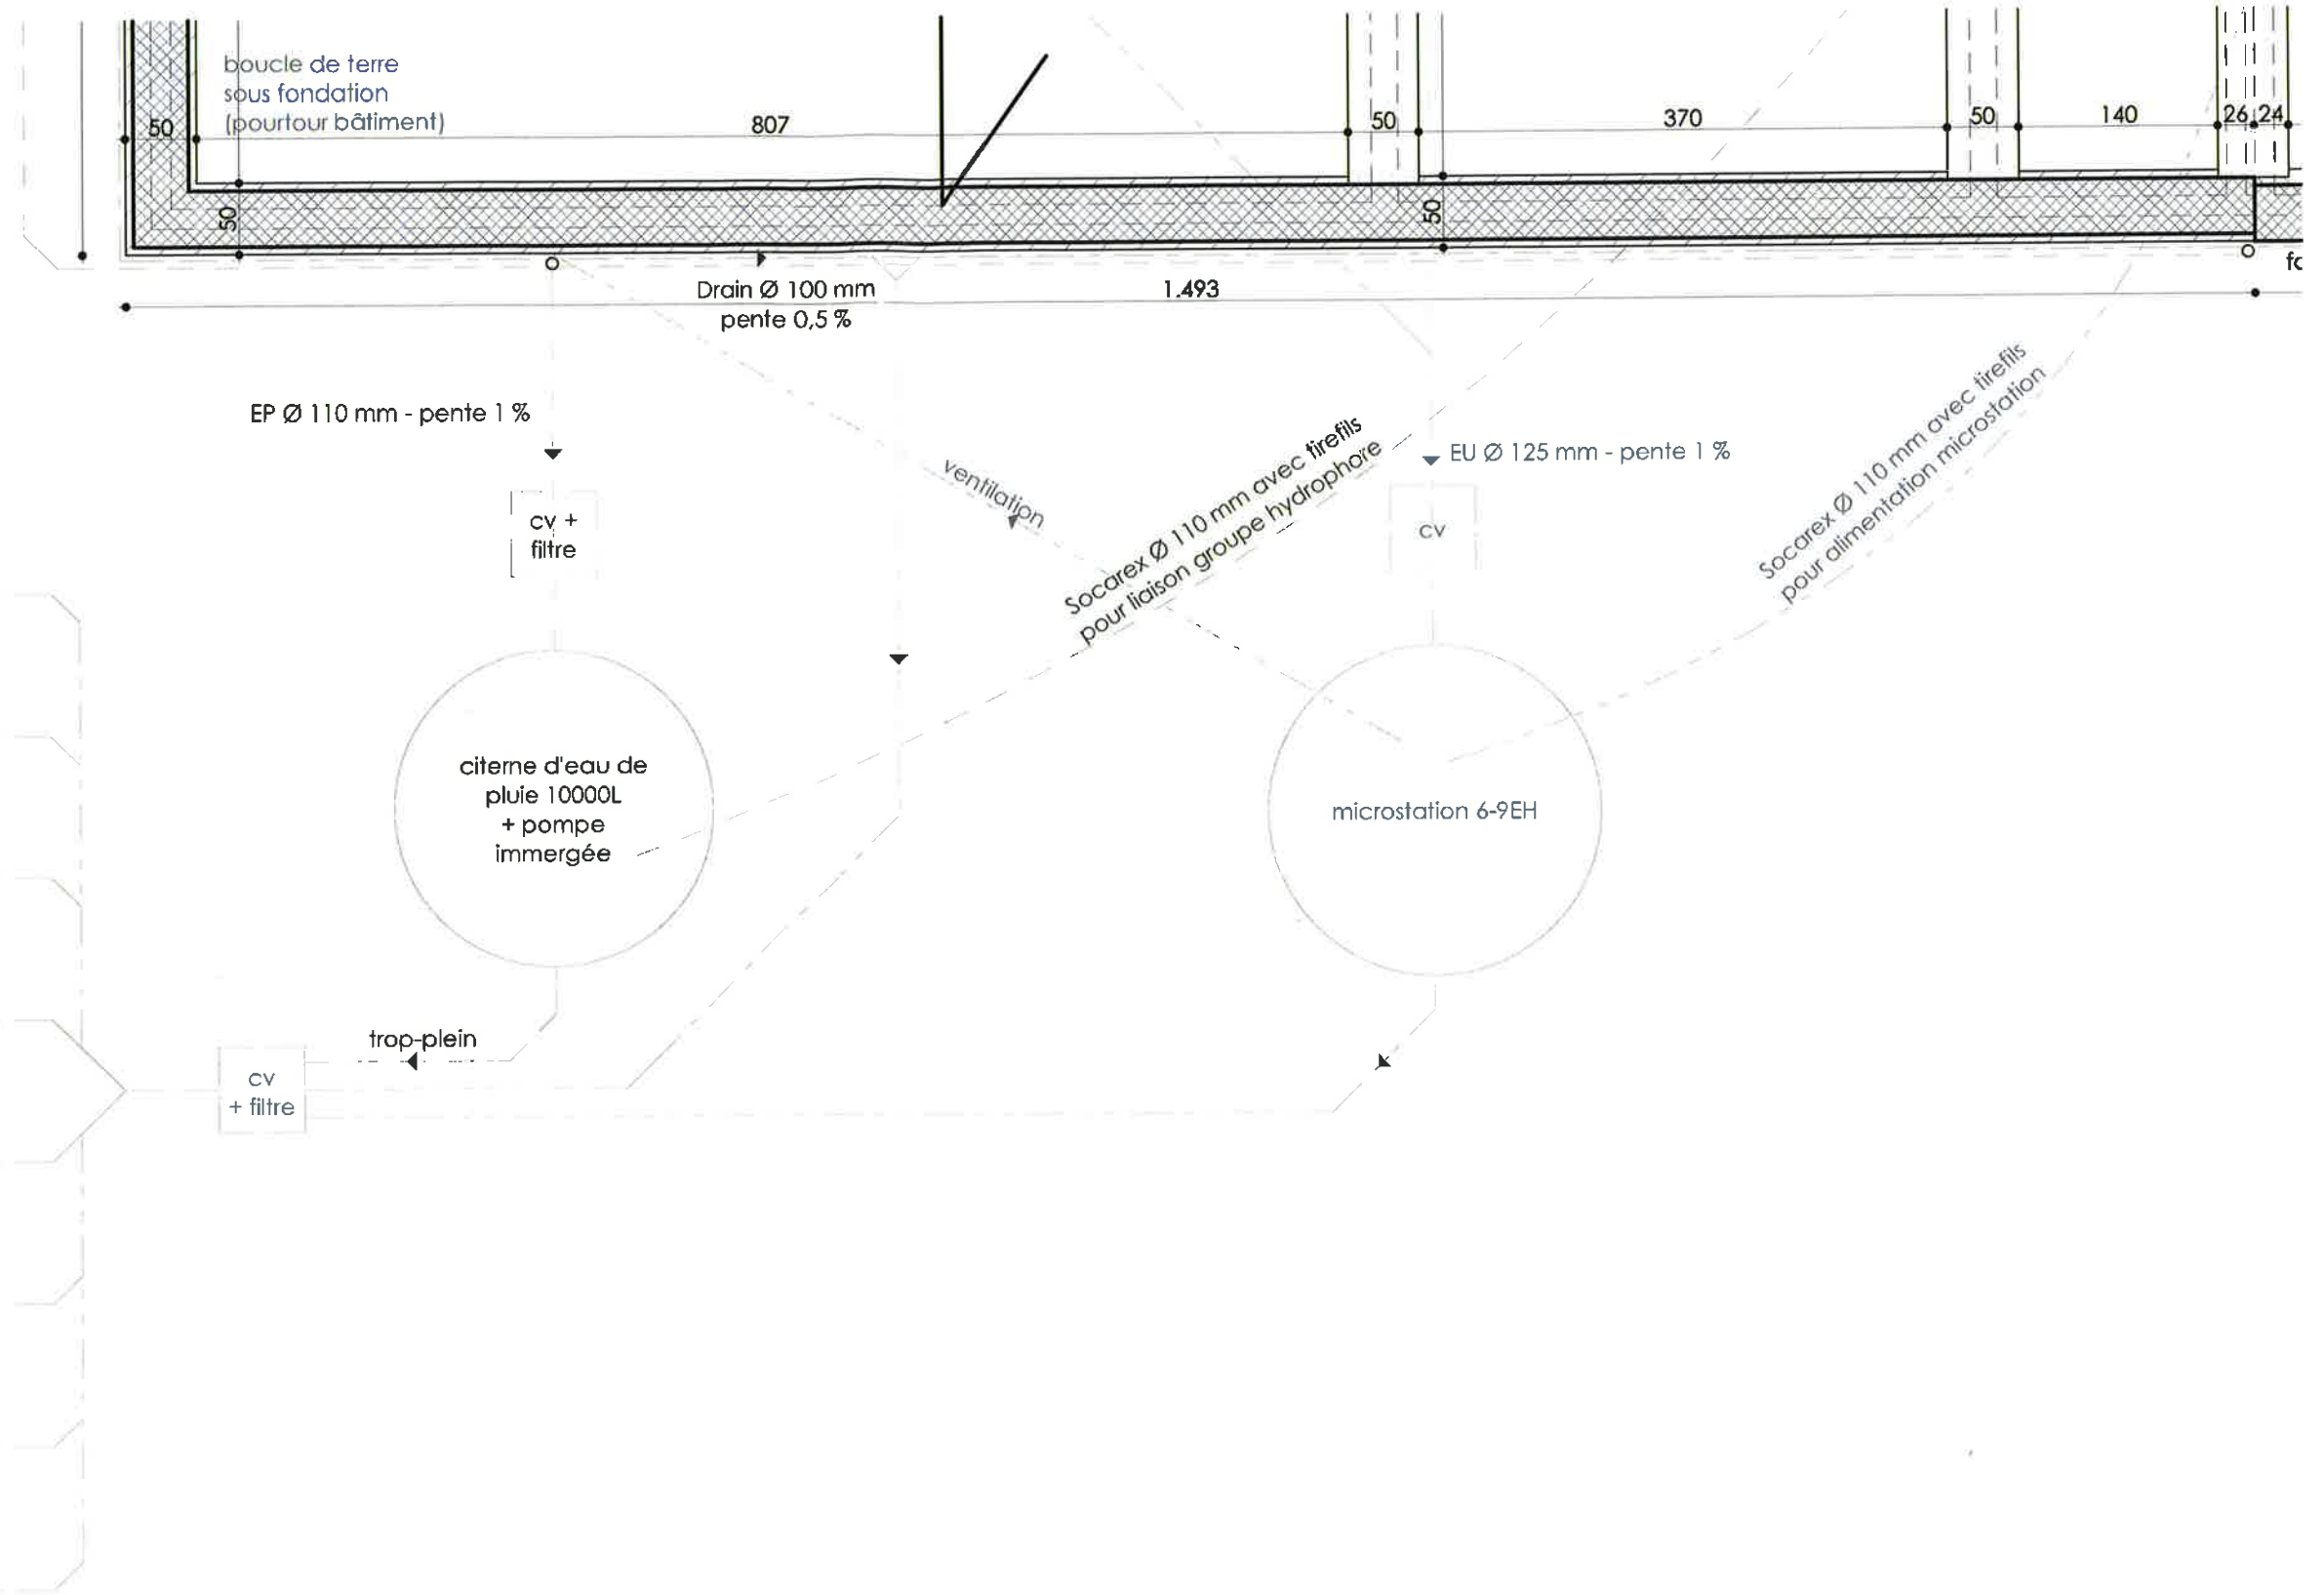 boucle de terre
sous fondation
(pourtour bâtiment)
50
807
50
370
50
140
26
24
50
50
Drain Ø 100 mm
pente 0,5 %
1.493
EP Ø 110 mm - pente 1 %
cv +
filtre
ventilation
Socarex Ø 110 mm avec tirefils
pour liaison groupe hydrophore
EU Ø 125 mm - pente 1 %
cv
Socarex Ø 110 mm avec tirefils
pour alimentation microstation
citerne d'eau de
pluie 10000L
+ pompe
immergée
microstation 6-9EH
trop-plein
cv
+ filtre